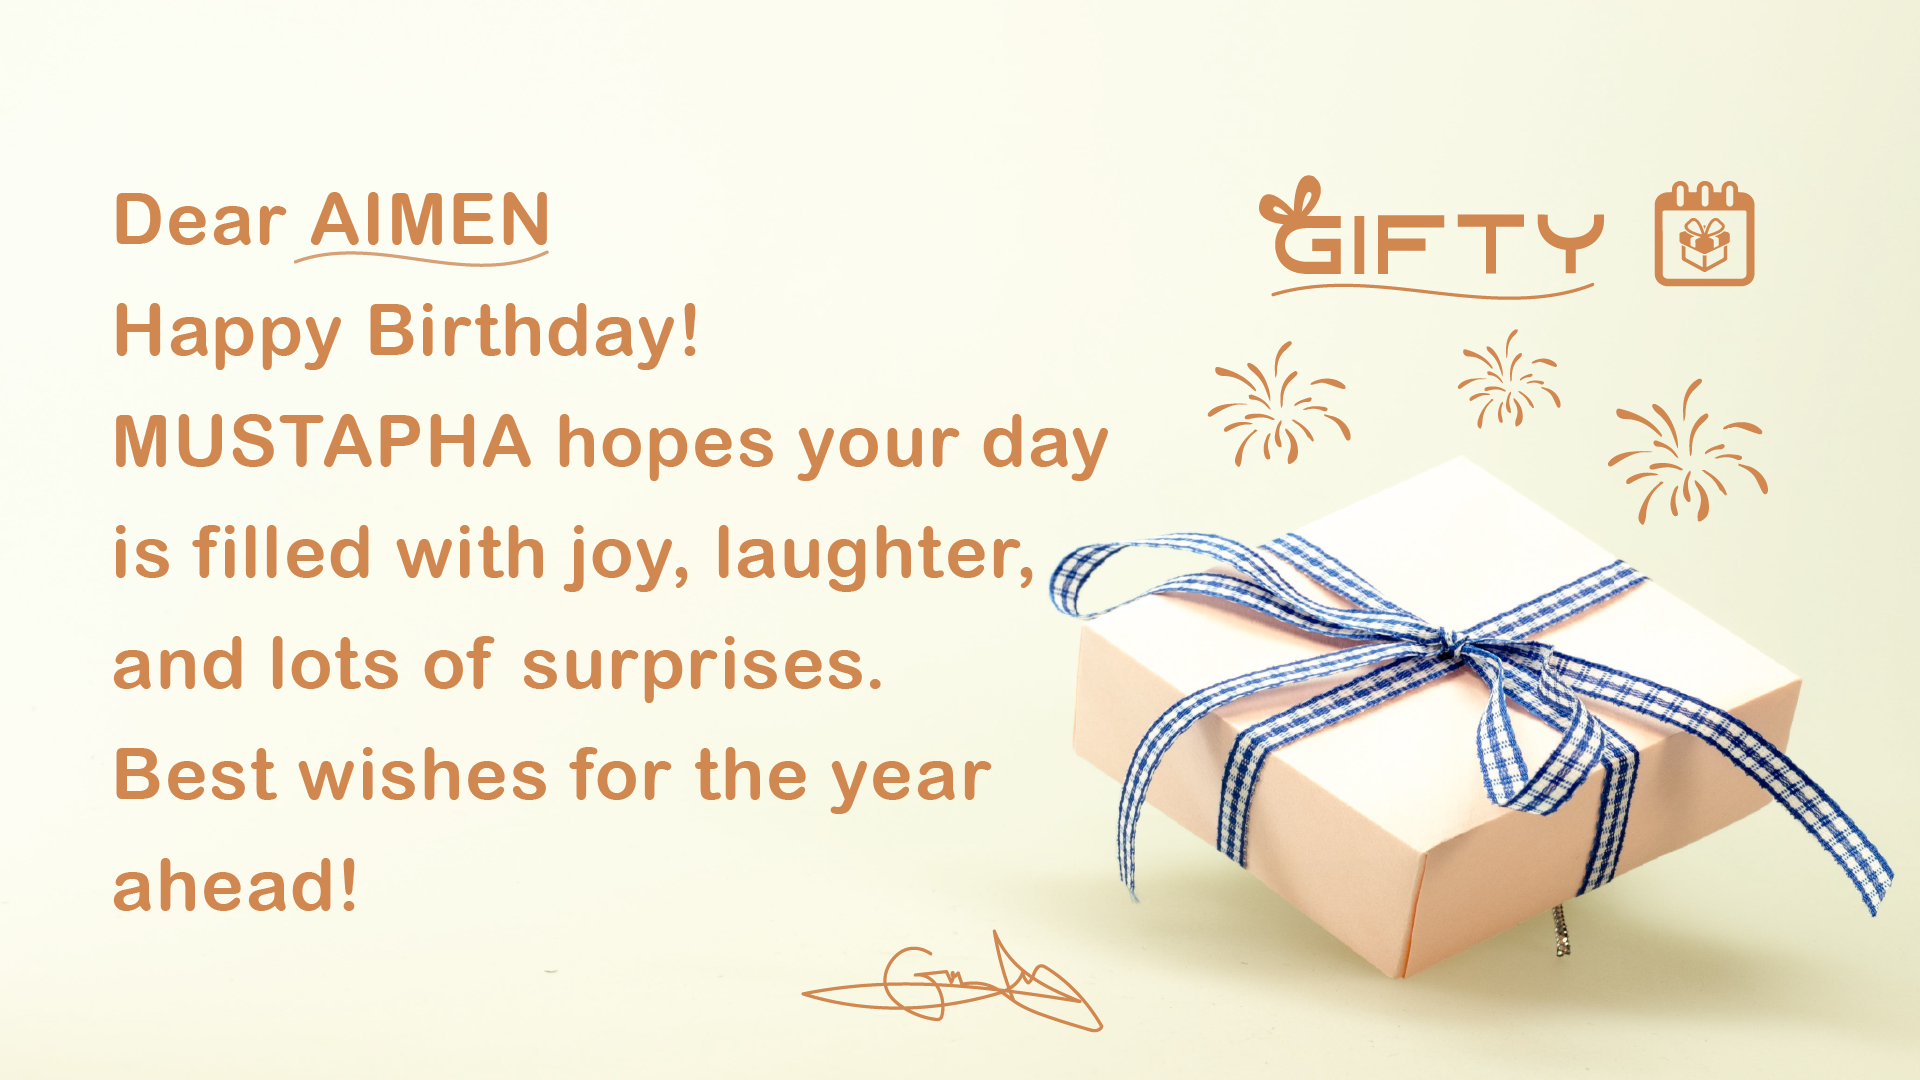 Dear AIMEN
Happy Birthday!
MUSTAPHA hopes your day
is filled with joy, laughter,
and lots of surprises.
Best wishes for the year
ahead!
GIFTY